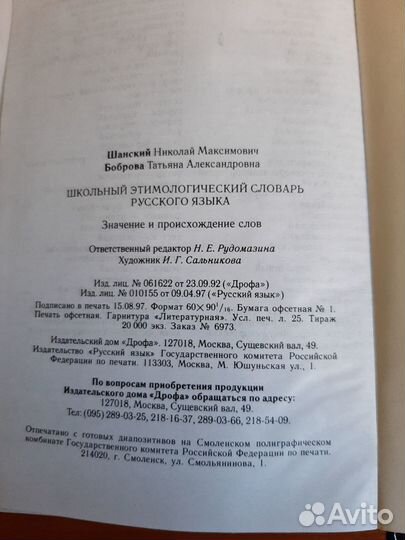 Шанский Николай Максимович
Боброва Татьяна Александровна
ШКОЛЬНЫЙ ЭТИМОЛОГИЧЕСКИЙ СЛОВАРЬ
РУССКОГО ЯЗЫКА
Значение и происхождение слов
Ответственный редактор Н. Е. Рудомазина
Художник И. Г. Сальникова
Изд. лиц. № 061622 от 23.09.92 («Дрофа»)
Изд. лиц. № 010155 от 09.04.97 («Русский язык»)
Подписано в печать 15.08.97. Формат 60×90¹/₁₆. Бумага офсетная № 1.
Печать офсетная. Гарнитура «Литературная». Усл. печ. л. 25. Тираж
20 000 экз. Заказ № 6973.
Издательский дом «Дрофа». 127018, Москва, Сущевский вал, 49.
Издательство «Русский язык» Государственного комитета Российской
Федерации по печати. 113303, Москва, М. Юшуньская ул., 1.
По вопросам приобретения продукции
Издательского дома «Дрофа» обращаться по адресу:
127018, Москва, Сущевский вал, 49.
Тел: (095) 289-03-25, 218-16-37, 289-03-66, 218-54-09.
Отпечатано с готовых диапозитивов на Смоленском полиграфическом
комбинате Государственного комитета Российской Федерации по печати.
214020, г. Смоленск, ул. Смольянинова, 1.
Avito